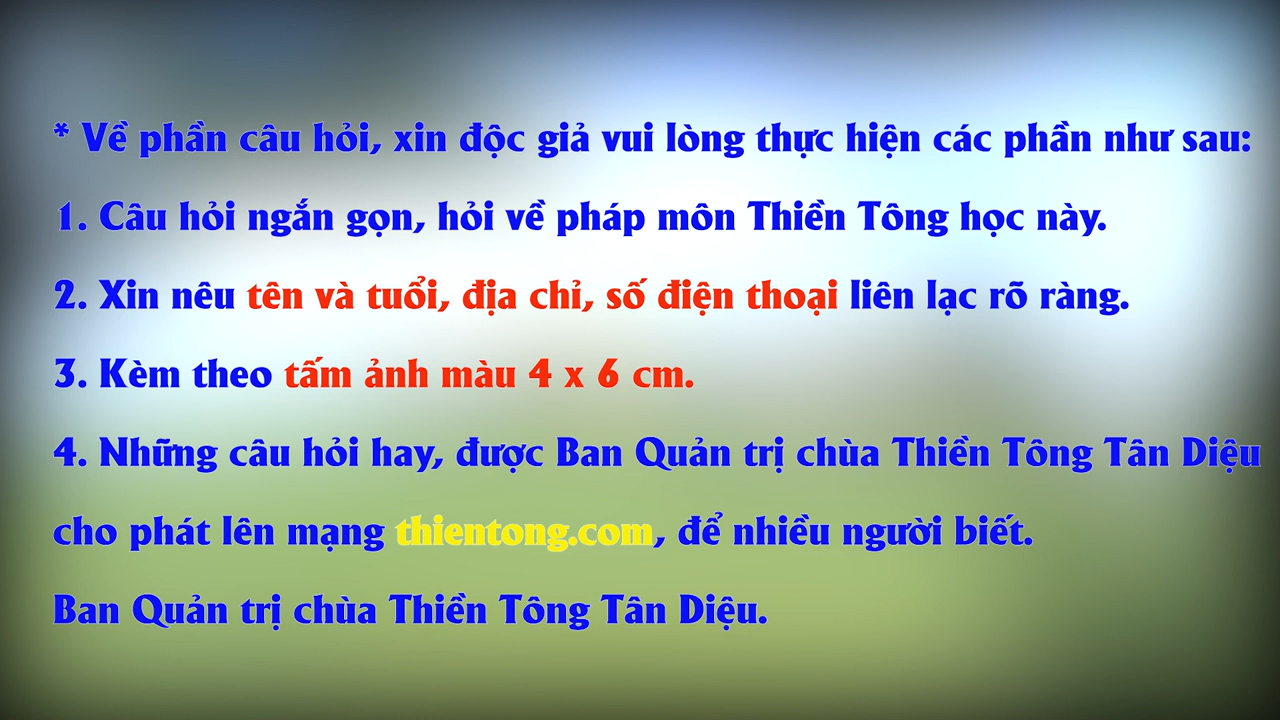 * Về phần câu hỏi, xin độc giả vui lòng thực hiện các phần như sau:
1. Câu hỏi ngắn gọn, hỏi về pháp môn Thiền Tông học này.
2. Xin nêu tên và tuổi, địa chỉ, số điện thoại liên lạc rõ ràng.
3. Kèm theo tấm ảnh màu 4 x 6 cm.
4. Những câu hỏi hay, được Ban Quản trị chùa Thiền Tông Tân Diệu
cho phát lên mạng thientong.com, để nhiều người biết.
Ban Quản trị chùa Thiền Tông Tân Diệu.